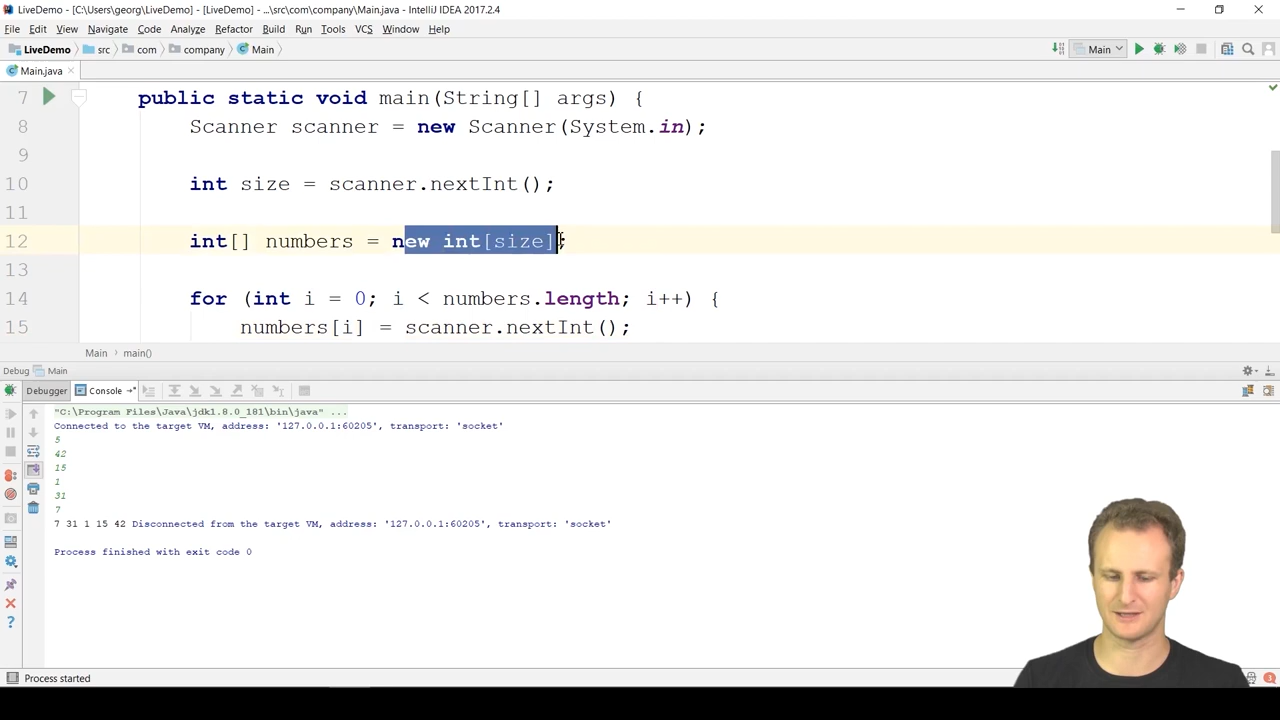 LiveDemo - [C:\Users\georg\LiveDemo] - [LiveDemo] - ...\src\com\company\Main.java - IntelliJ IDEA 2017.2.4
File Edit View Navigate Code Analyze Refactor Build Run Tools VCS Window Help
LiveDemo src com company Main Main
Main.java
7 public static void main(String[] args) {
8 Scanner scanner = new Scanner(System.in);
9
10 int size = scanner.nextInt();
11
12 int[] numbers = new int[size];
13
14 for (int i = 0; i < numbers.length; i++) {
15 numbers[i] = scanner.nextInt();
Main main()
Debug Main
Debugger Console
"C:\Program Files\Java\jdk1.8.0_181\bin\java" ...
Connected to the target VM, address: '127.0.0.1:60205', transport: 'socket'
5
42
15
1
31
7
7 31 1 15 42 Disconnected from the target VM, address: '127.0.0.1:60205', transport: 'socket'
Process finished with exit code 0
Process started